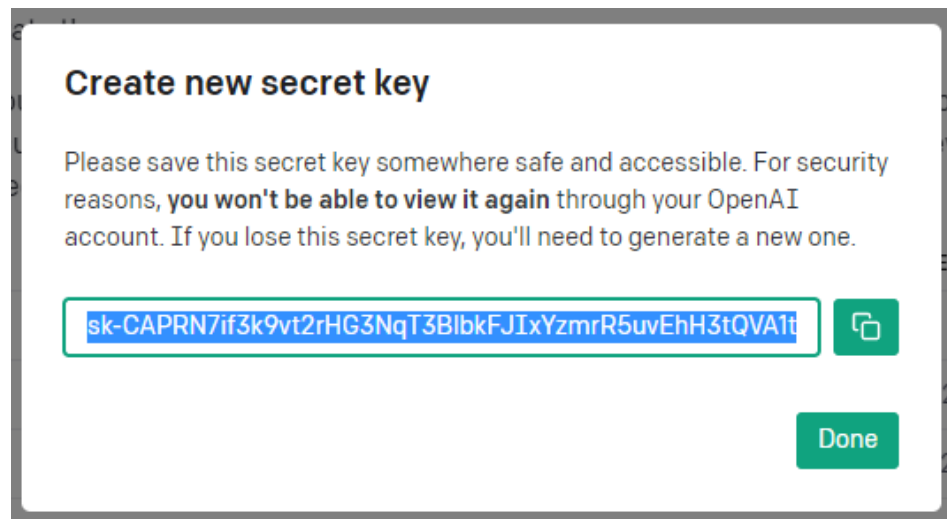 Create new secret key
Please save this secret key somewhere safe and accessible. For security
reasons, you won't be able to view it again through your OpenAI
account. If you lose this secret key, you'll need to generate a new one.
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
Done